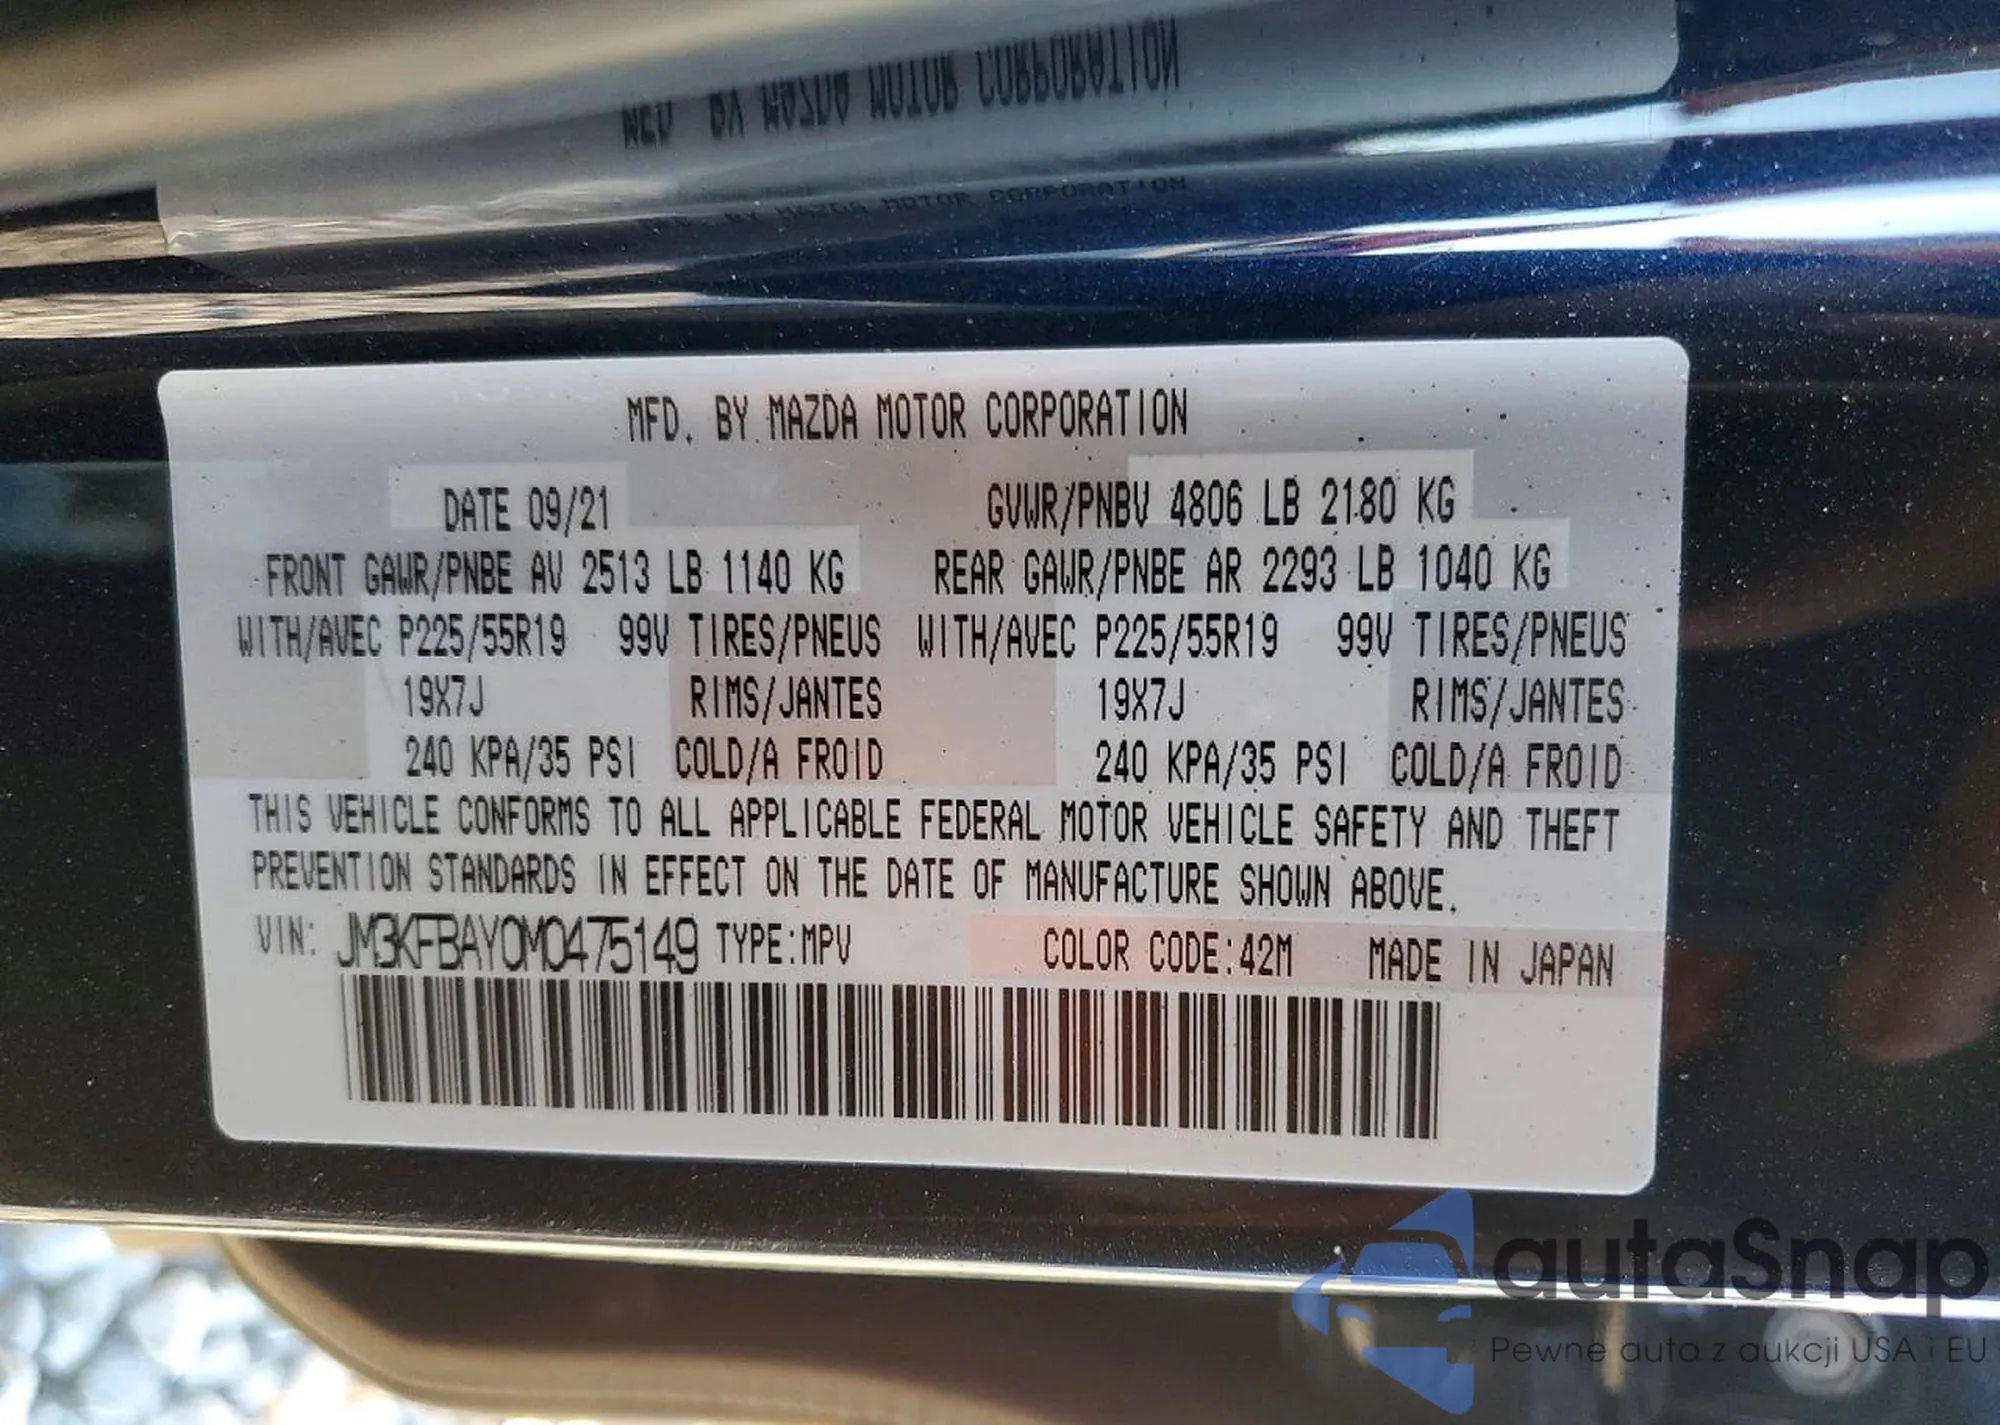 MFD. BY MAZDA MOTOR CORPORATION
DATE 09/21 GVWR/PNBV 4806 LB 2180 KG
FRONT GAWR/PNBE AV 2513 LB 1140 KG REAR GAWR/PNBE AR 2293 LB 1040 KG
WITH/AVEC P225/55R19 99V TIRES/PNEUS WITH/AVEC P225/55R19 99V TIRES/PNEUS
19X7J RIMS/JANTES 19X7J RIMS/JANTES
240 KPA/35 PSI COLD/A FROID 240 KPA/35 PSI COLD/A FROID
THIS VEHICLE CONFORMS TO ALL APPLICABLE FEDERAL MOTOR VEHICLE SAFETY AND THEFT
PREVENTION STANDARDS IN EFFECT ON THE DATE OF MANUFACTURE SHOWN ABOVE.
VIN: JM3KFBAY0M0475149 TYPE:MPV COLOR CODE:42M MADE IN JAPAN
autaSnap
Pewne auta z aukcji USA i EU